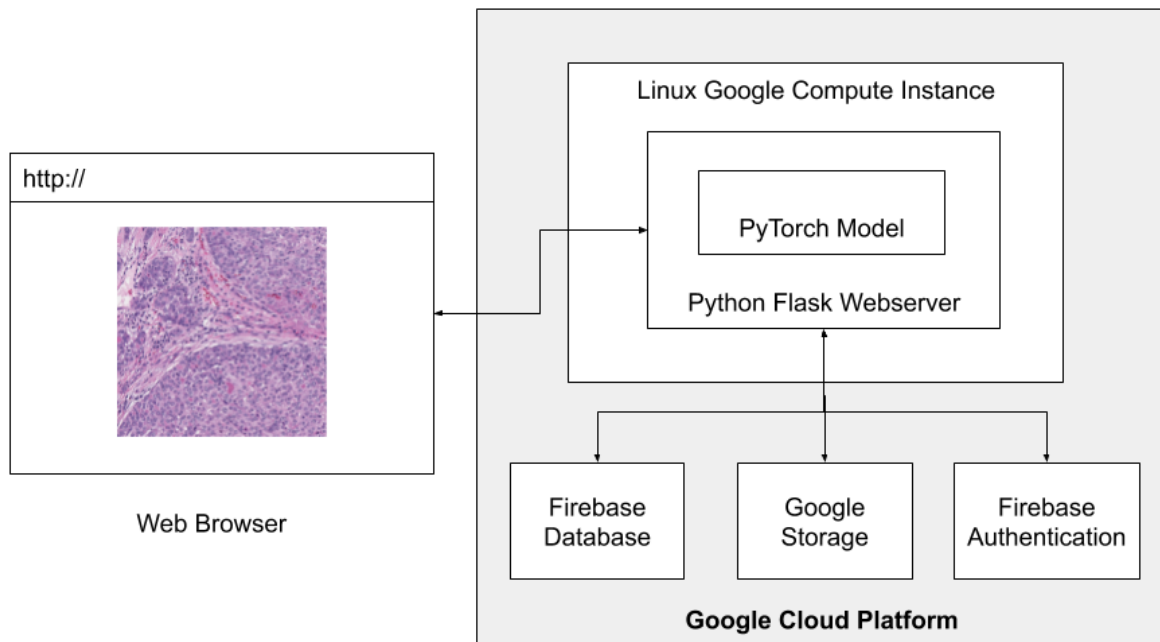 http://
Web Browser
Linux Google Compute Instance
PyTorch Model
Python Flask Webserver
Firebase
Database
Google
Storage
Firebase
Authentication
Google Cloud Platform